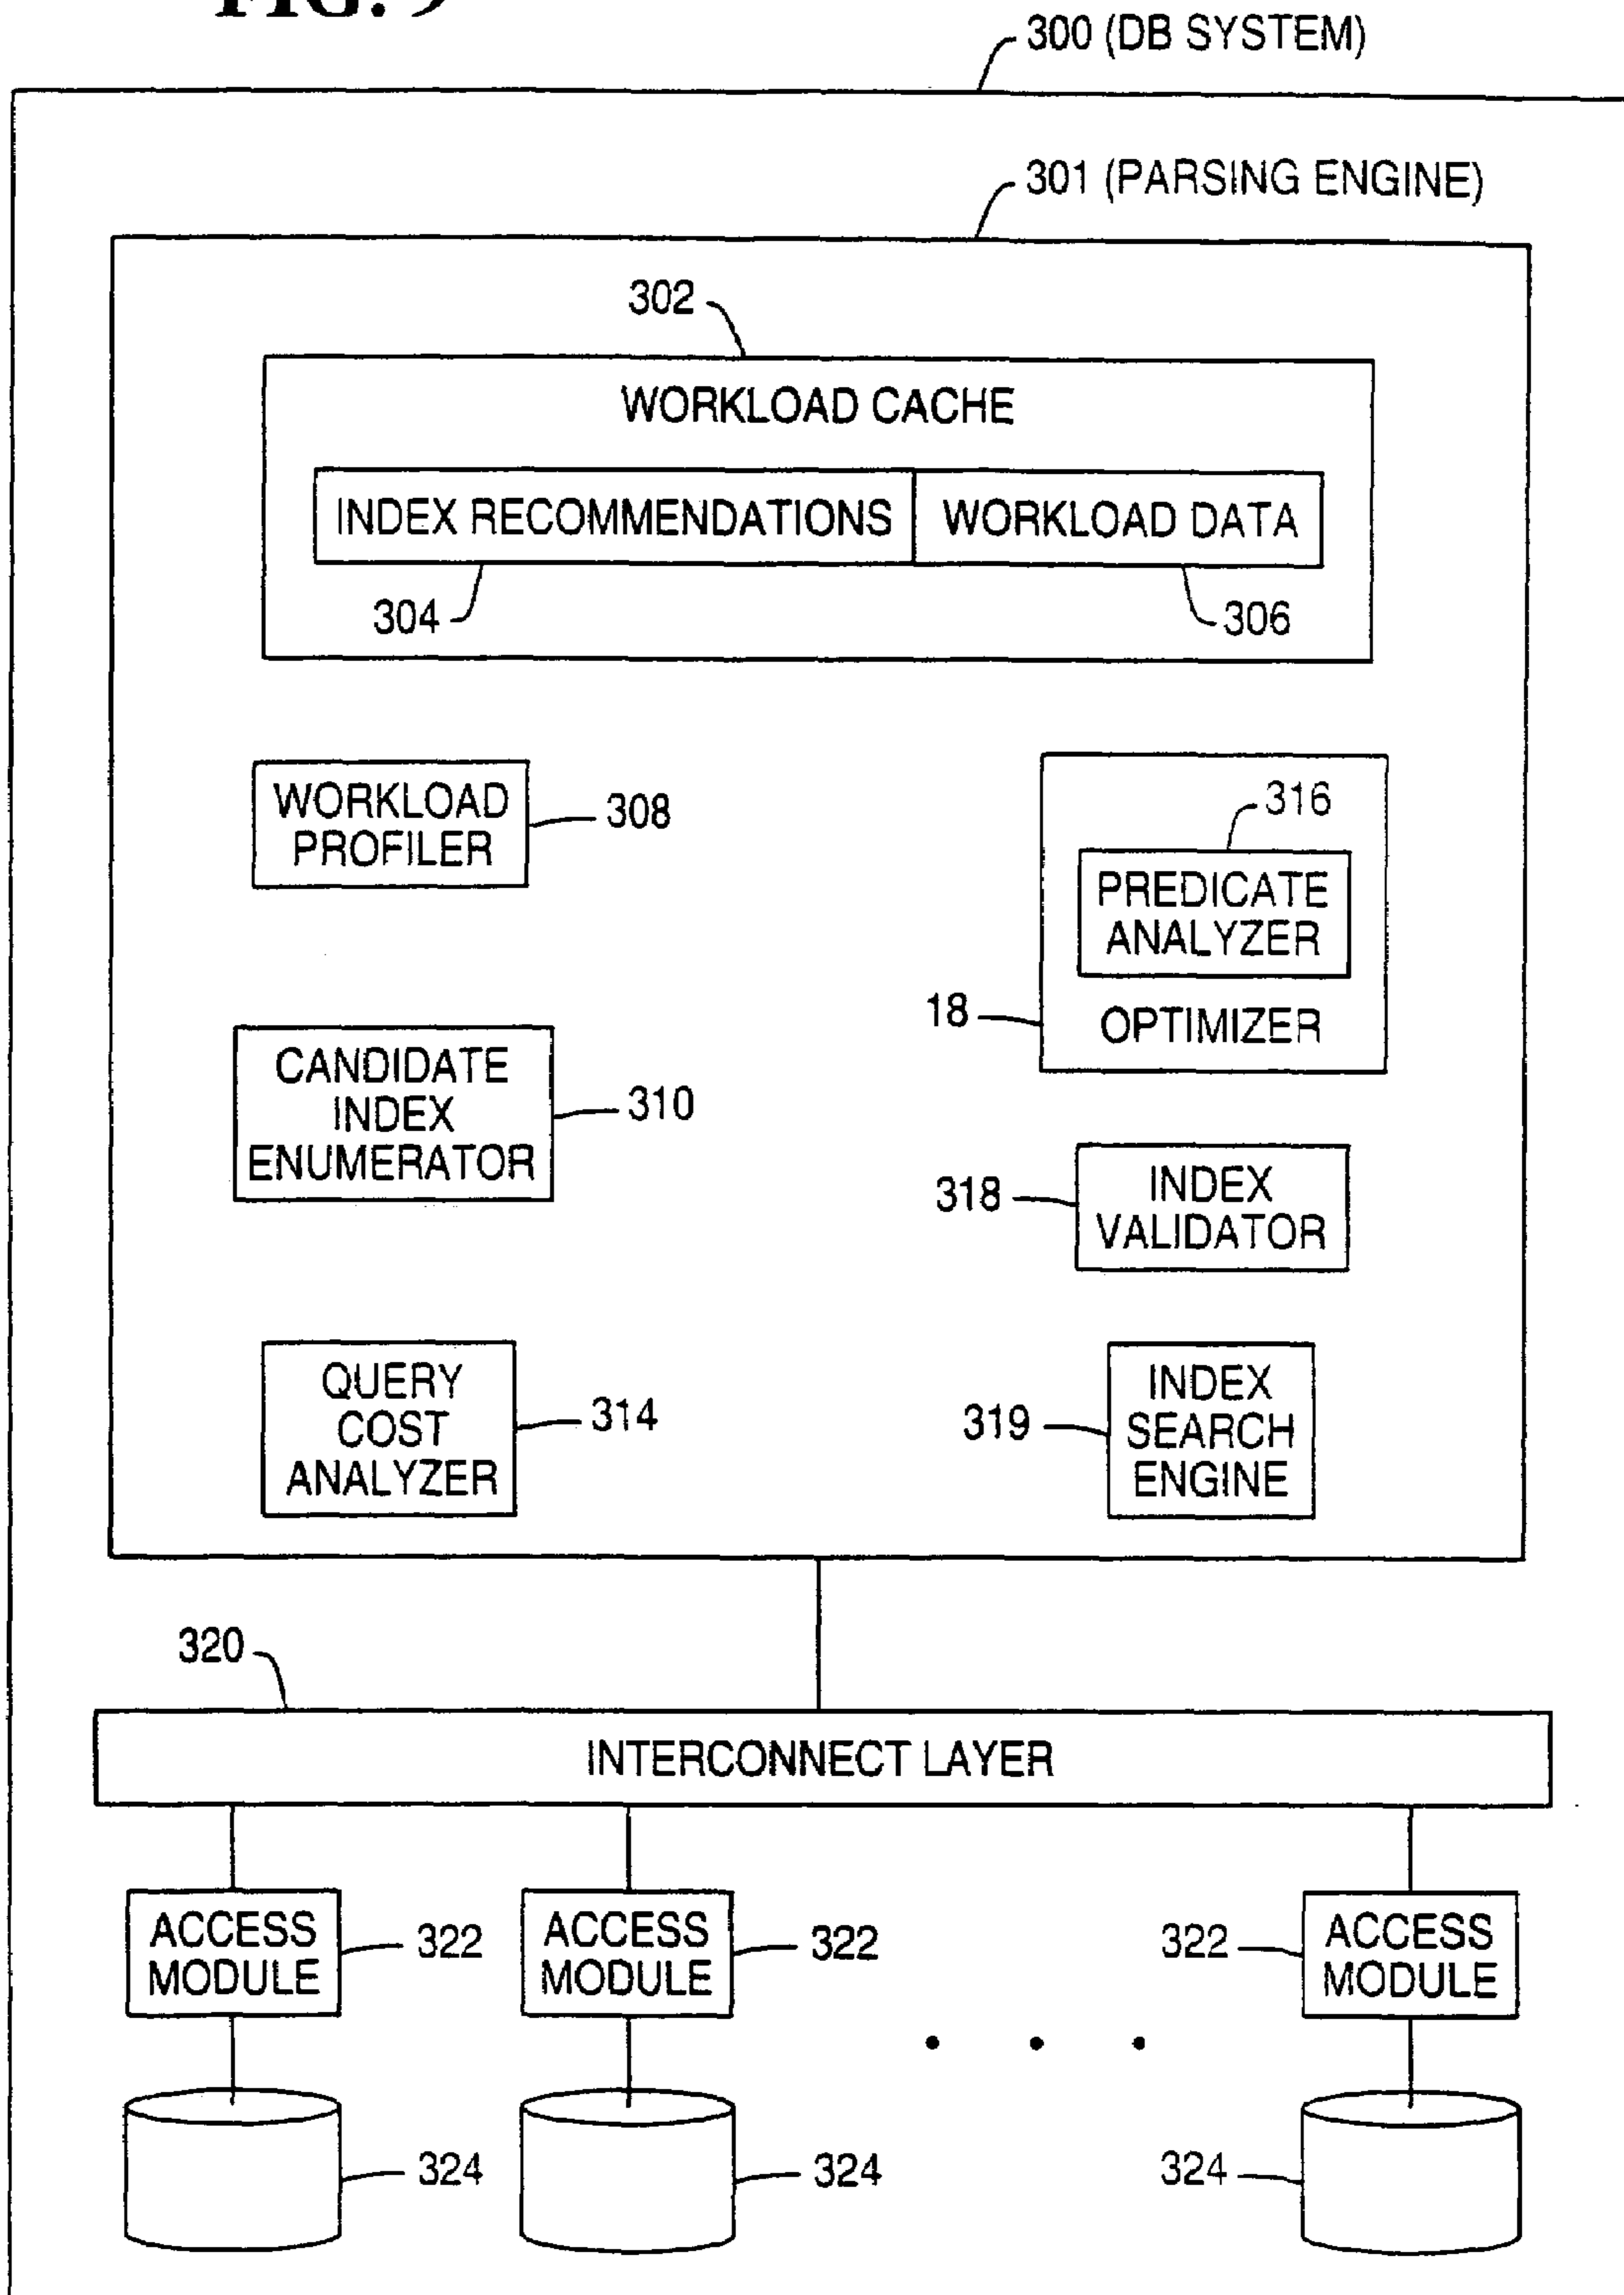 FIG. 9
300 (DB SYSTEM)
301 (PARSING ENGINE)
302
WORKLOAD CACHE
INDEX RECOMMENDATIONS
WORKLOAD DATA
304
306
WORKLOAD
PROFILER
308
316
PREDICATE
ANALYZER
18
OPTIMIZER
CANDIDATE
INDEX
ENUMERATOR
310
318
INDEX
VALIDATOR
QUERY
COST
ANALYZER
314
319
INDEX
SEARCH
ENGINE
320
INTERCONNECT LAYER
ACCESS
MODULE
322
ACCESS
MODULE
322
322
ACCESS
MODULE
324
324
324